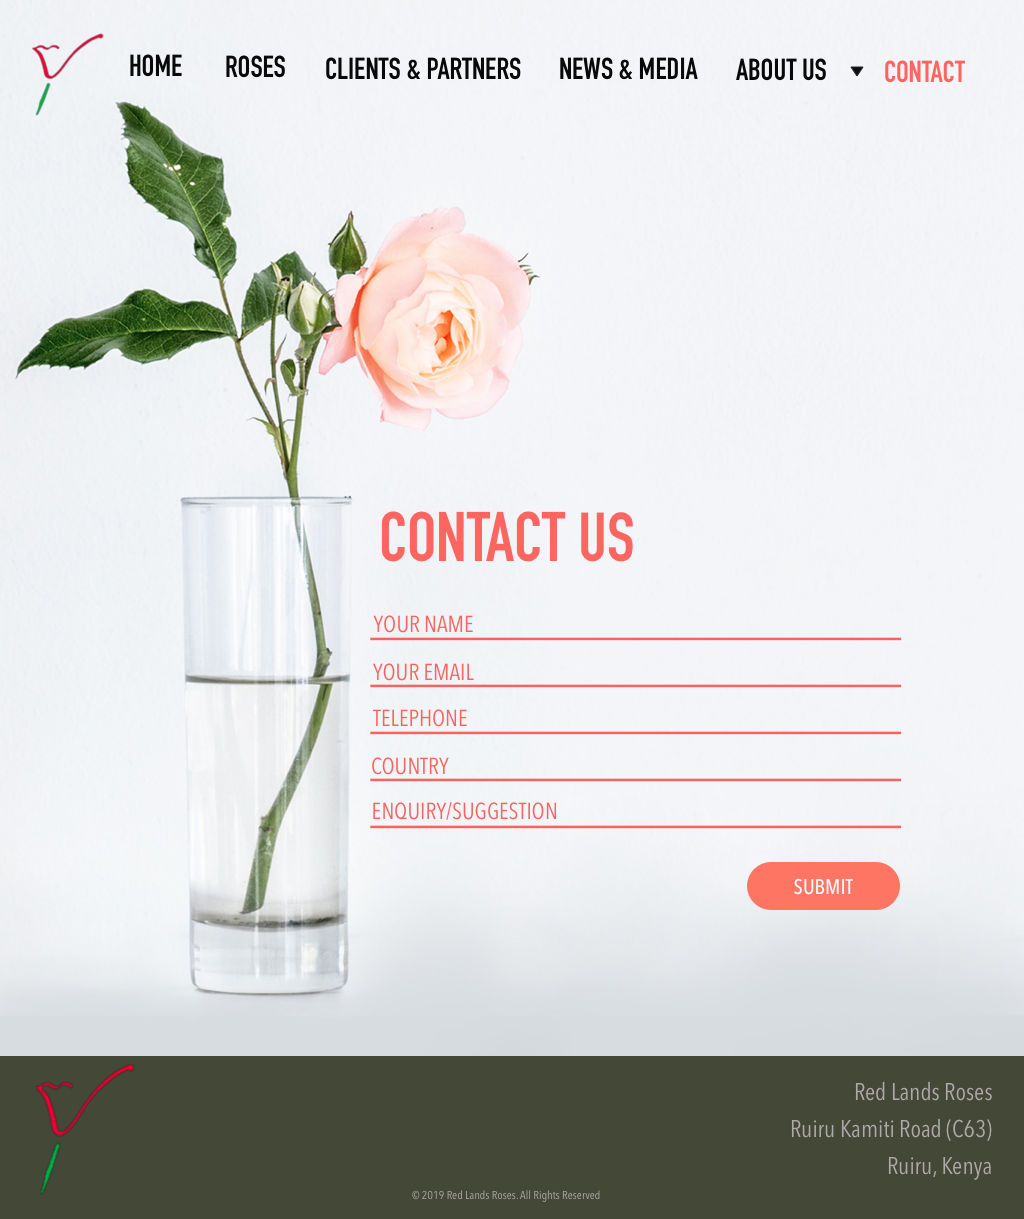 HOME ROSES CLIENTS & PARTNERS NEWS & MEDIA ABOUT US ▼ CONTACT
CONTACT US
YOUR NAME
YOUR EMAIL
TELEPHONE
COUNTRY
ENQUIRY/SUGGESTION
SUBMIT
Red Lands Roses
Ruiru Kamiti Road (C63)
Ruiru, Kenya
© 2019 Red Lands Roses. All Rights Reserved